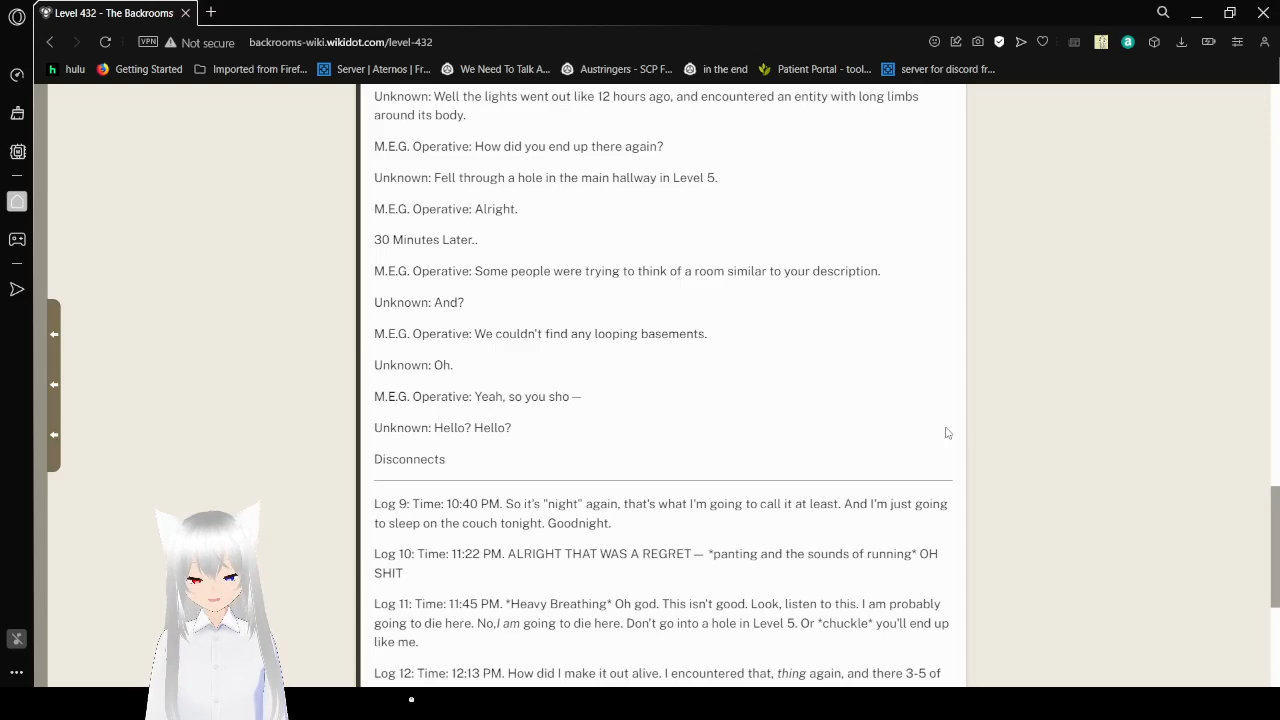 Level 432 - The Backrooms
VPN Not secure backrooms-wiki.wikidot.com/level-432
hulu Getting Started Imported from Firef... Server | Aternos | Fr... We Need To Talk A... Austringers - SCP F... in the end Patient Portal - tool... server for discord fr...
Unknown: Well the lights went out like 12 hours ago, and encountered an entity with long limbs
around its body.
M.E.G. Operative: How did you end up there again?
Unknown: Fell through a hole in the main hallway in Level 5.
M.E.G. Operative: Alright.
30 Minutes Later..
M.E.G. Operative: Some people were trying to think of a room similar to your description.
Unknown: And?
M.E.G. Operative: We couldn't find any looping basements.
Unknown: Oh.
M.E.G. Operative: Yeah, so you sho—
Unknown: Hello? Hello?
Disconnects
Log 9: Time: 10:40 PM. So it's "night" again, that's what I'm going to call it at least. And I'm just going
to sleep on the couch tonight. Goodnight.
Log 10: Time: 11:22 PM. ALRIGHT THAT WAS A REGRET— *panting and the sounds of running* OH
SHIT
Log 11: Time: 11:45 PM. *Heavy Breathing* Oh god. This isn't good. Look, listen to this. I am probably
going to die here. No,I am going to die here. Don't go into a hole in Level 5. Or *chuckle* you'll end up
like me.
Log 12: Time: 12:13 PM. How did I make it out alive. I encountered that, thing again, and there 3-5 of